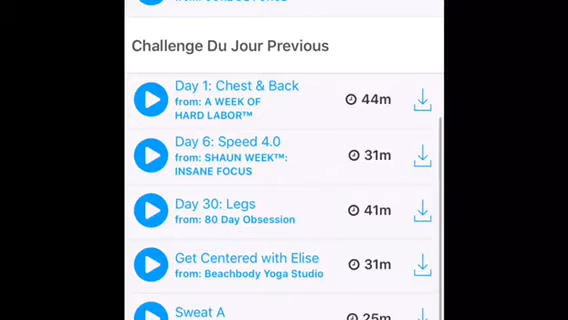 Challenge Du Jour Previous
Day 1: Chest & Back
from: A WEEK OF
HARD LABOR™
44m
Day 6: Speed 4.0
from: SHAUN WEEK™:
INSANE FOCUS
31m
Day 30: Legs
from: 80 Day Obsession
41m
Get Centered with Elise
from: Beachbody Yoga Studio
31m
Sweat A
25m